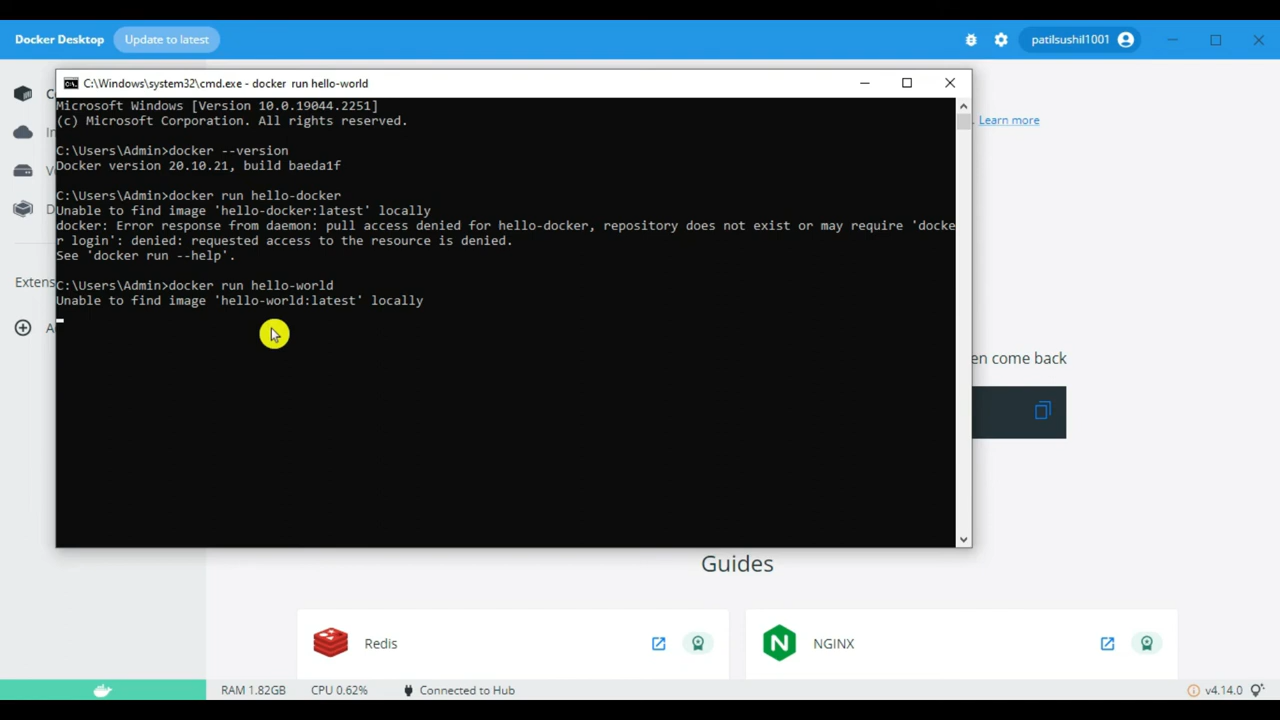 Docker Desktop
Update to latest
patilsushil1001
C:\Windows\system32\cmd.exe - docker run hello-world
Microsoft Windows [Version 10.0.19044.2251]
(c) Microsoft Corporation. All rights reserved.
Learn more
C:\Users\Admin>docker --version
Docker version 20.10.21, build baeda1f
C:\Users\Admin>docker run hello-docker
Unable to find image 'hello-docker:latest' locally
docker: Error response from daemon: pull access denied for hello-docker, repository does not exist or may require 'docke
r login': denied: requested access to the resource is denied.
See 'docker run --help'.
Extens
C:\Users\Admin>docker run hello-world
Unable to find image 'hello-world:latest' locally
en come back
Guides
Redis
NGINX
RAM 1.82GB CPU 0.62% Connected to Hub
v4.14.0